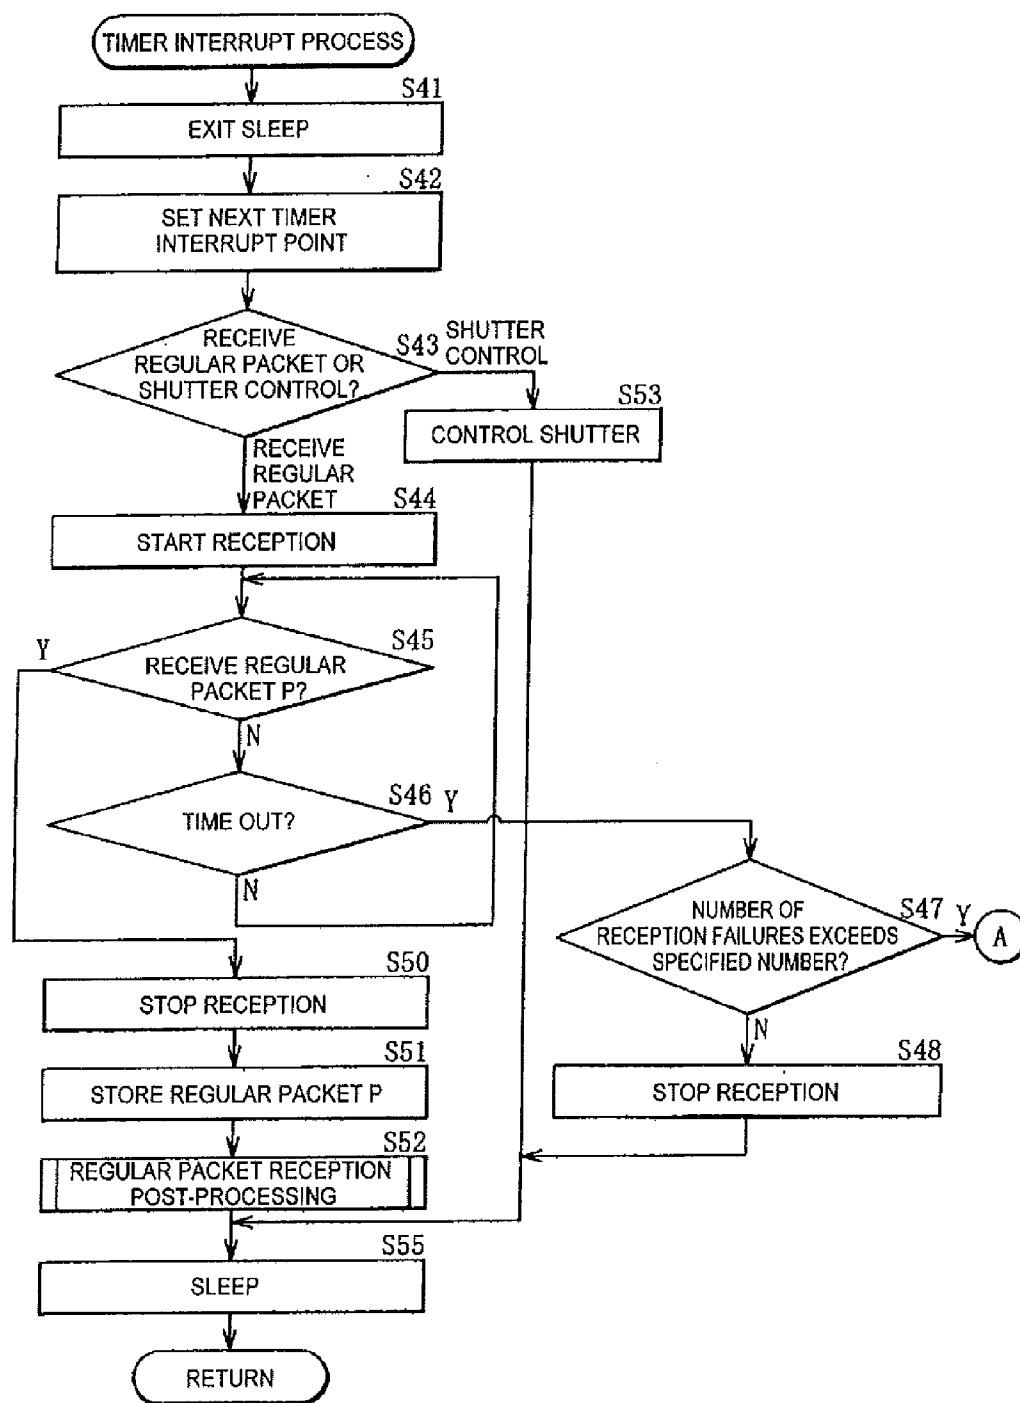 TIMER INTERRUPT PROCESS
S41
EXIT SLEEP
S42
SET NEXT TIMER
INTERRUPT POINT
RECEIVE
REGULAR PACKET OR
SHUTTER CONTROL?
S43
SHUTTER
CONTROL
S53
CONTROL SHUTTER
RECEIVE
REGULAR
PACKET
S44
START RECEPTION
Y
S45
RECEIVE REGULAR
PACKET P?
N
S46
Y
TIME OUT?
N
S47
Y
A
NUMBER OF
RECEPTION FAILURES EXCEEDS
SPECIFIED NUMBER?
N
S48
STOP RECEPTION
S50
STOP RECEPTION
S51
STORE REGULAR PACKET P
S52
REGULAR PACKET RECEPTION
POST-PROCESSING
S55
SLEEP
RETURN